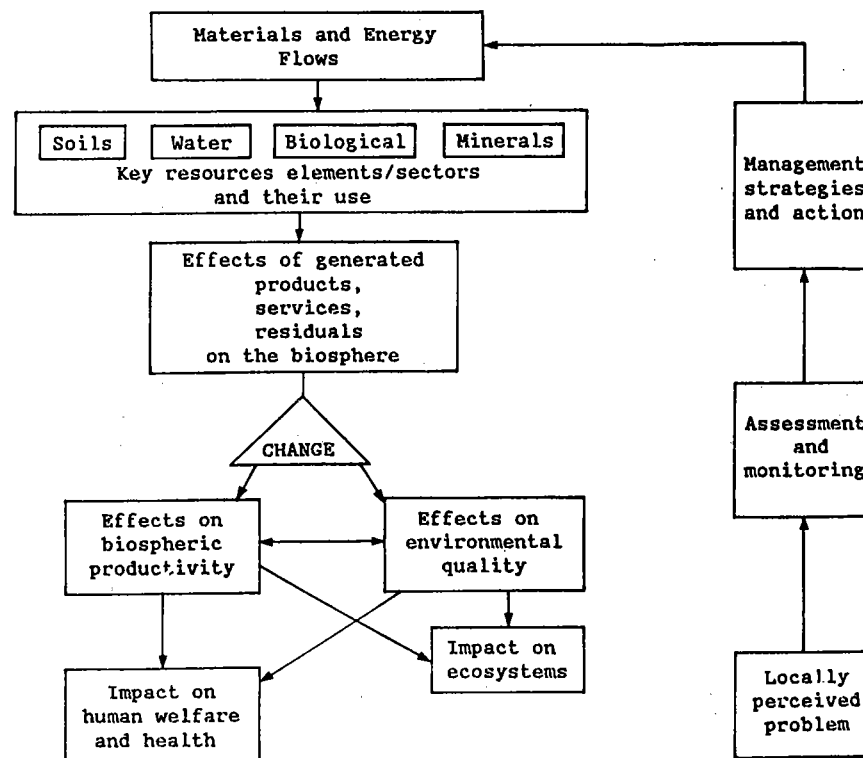 Materials and Energy
Flows
Soils
Water
Biological
Minerals
Key resources elements/sectors
and their use
Effects of generated
products,
services,
residuals
on the biosphere
CHANGE
Effects on
biospheric
productivity
Effects on
environmental
quality
Impact on
ecosystems
Impact on
human welfare
and health
Management
strategies
and action
Assessment
and
monitoring
Locally
perceived
problem